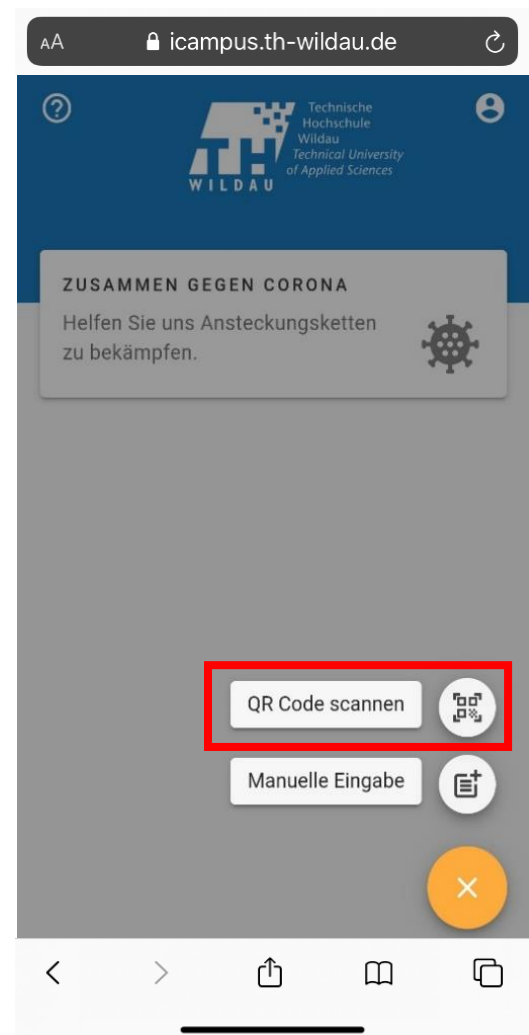 AA icampus.th-wildau.de
Technische
Hochschule
Wildau
Technical University
of Applied Sciences
TH
WILDAU
ZUSAMMEN GEGEN CORONA
Helfen Sie uns Ansteckungsketten
zu bekämpfen.
QR Code scannen
Manuelle Eingabe